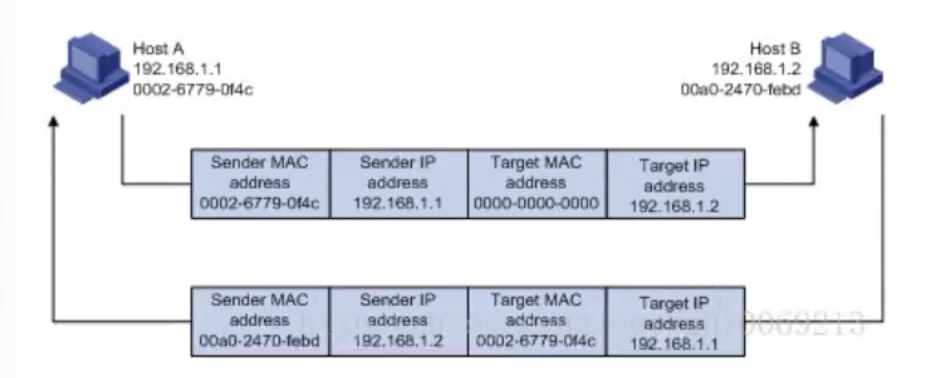 Host A
192.168.1.1
0002-6779-0f4c
Host B
192.168.1.2
00a0-2470-febd
Sender MAC
address
0002-6779-0f4c
Sender IP
address
192.168.1.1
Target MAC
address
0000-0000-0000
Target IP
address
192.168.1.2
Sender MAC
address
00a0-2470-febd
Sender IP
address
192.168.1.2
Target MAC
address
0002-6779-0f4c
Target IP
address
192.168.1.1